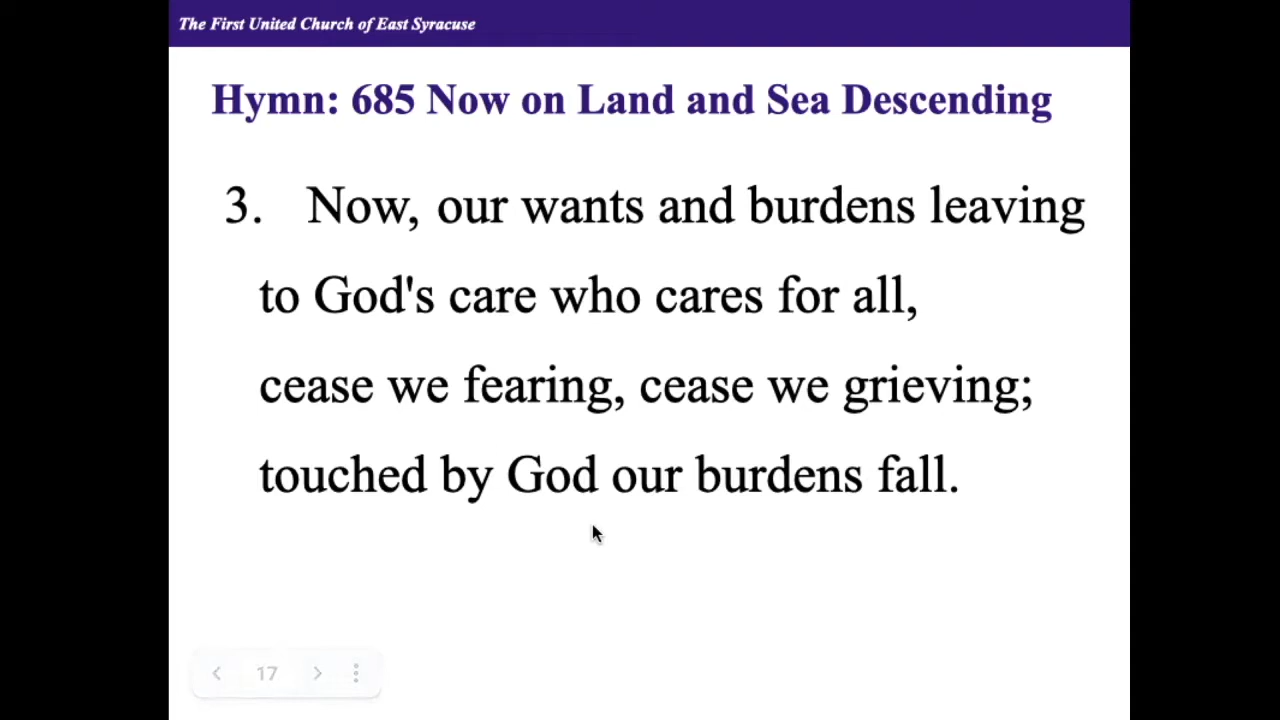 The First United Church of East Syracuse
Hymn: 685 Now on Land and Sea Descending
3. Now, our wants and burdens leaving
to God's care who cares for all,
cease we fearing, cease we grieving;
touched by God our burdens fall.
17